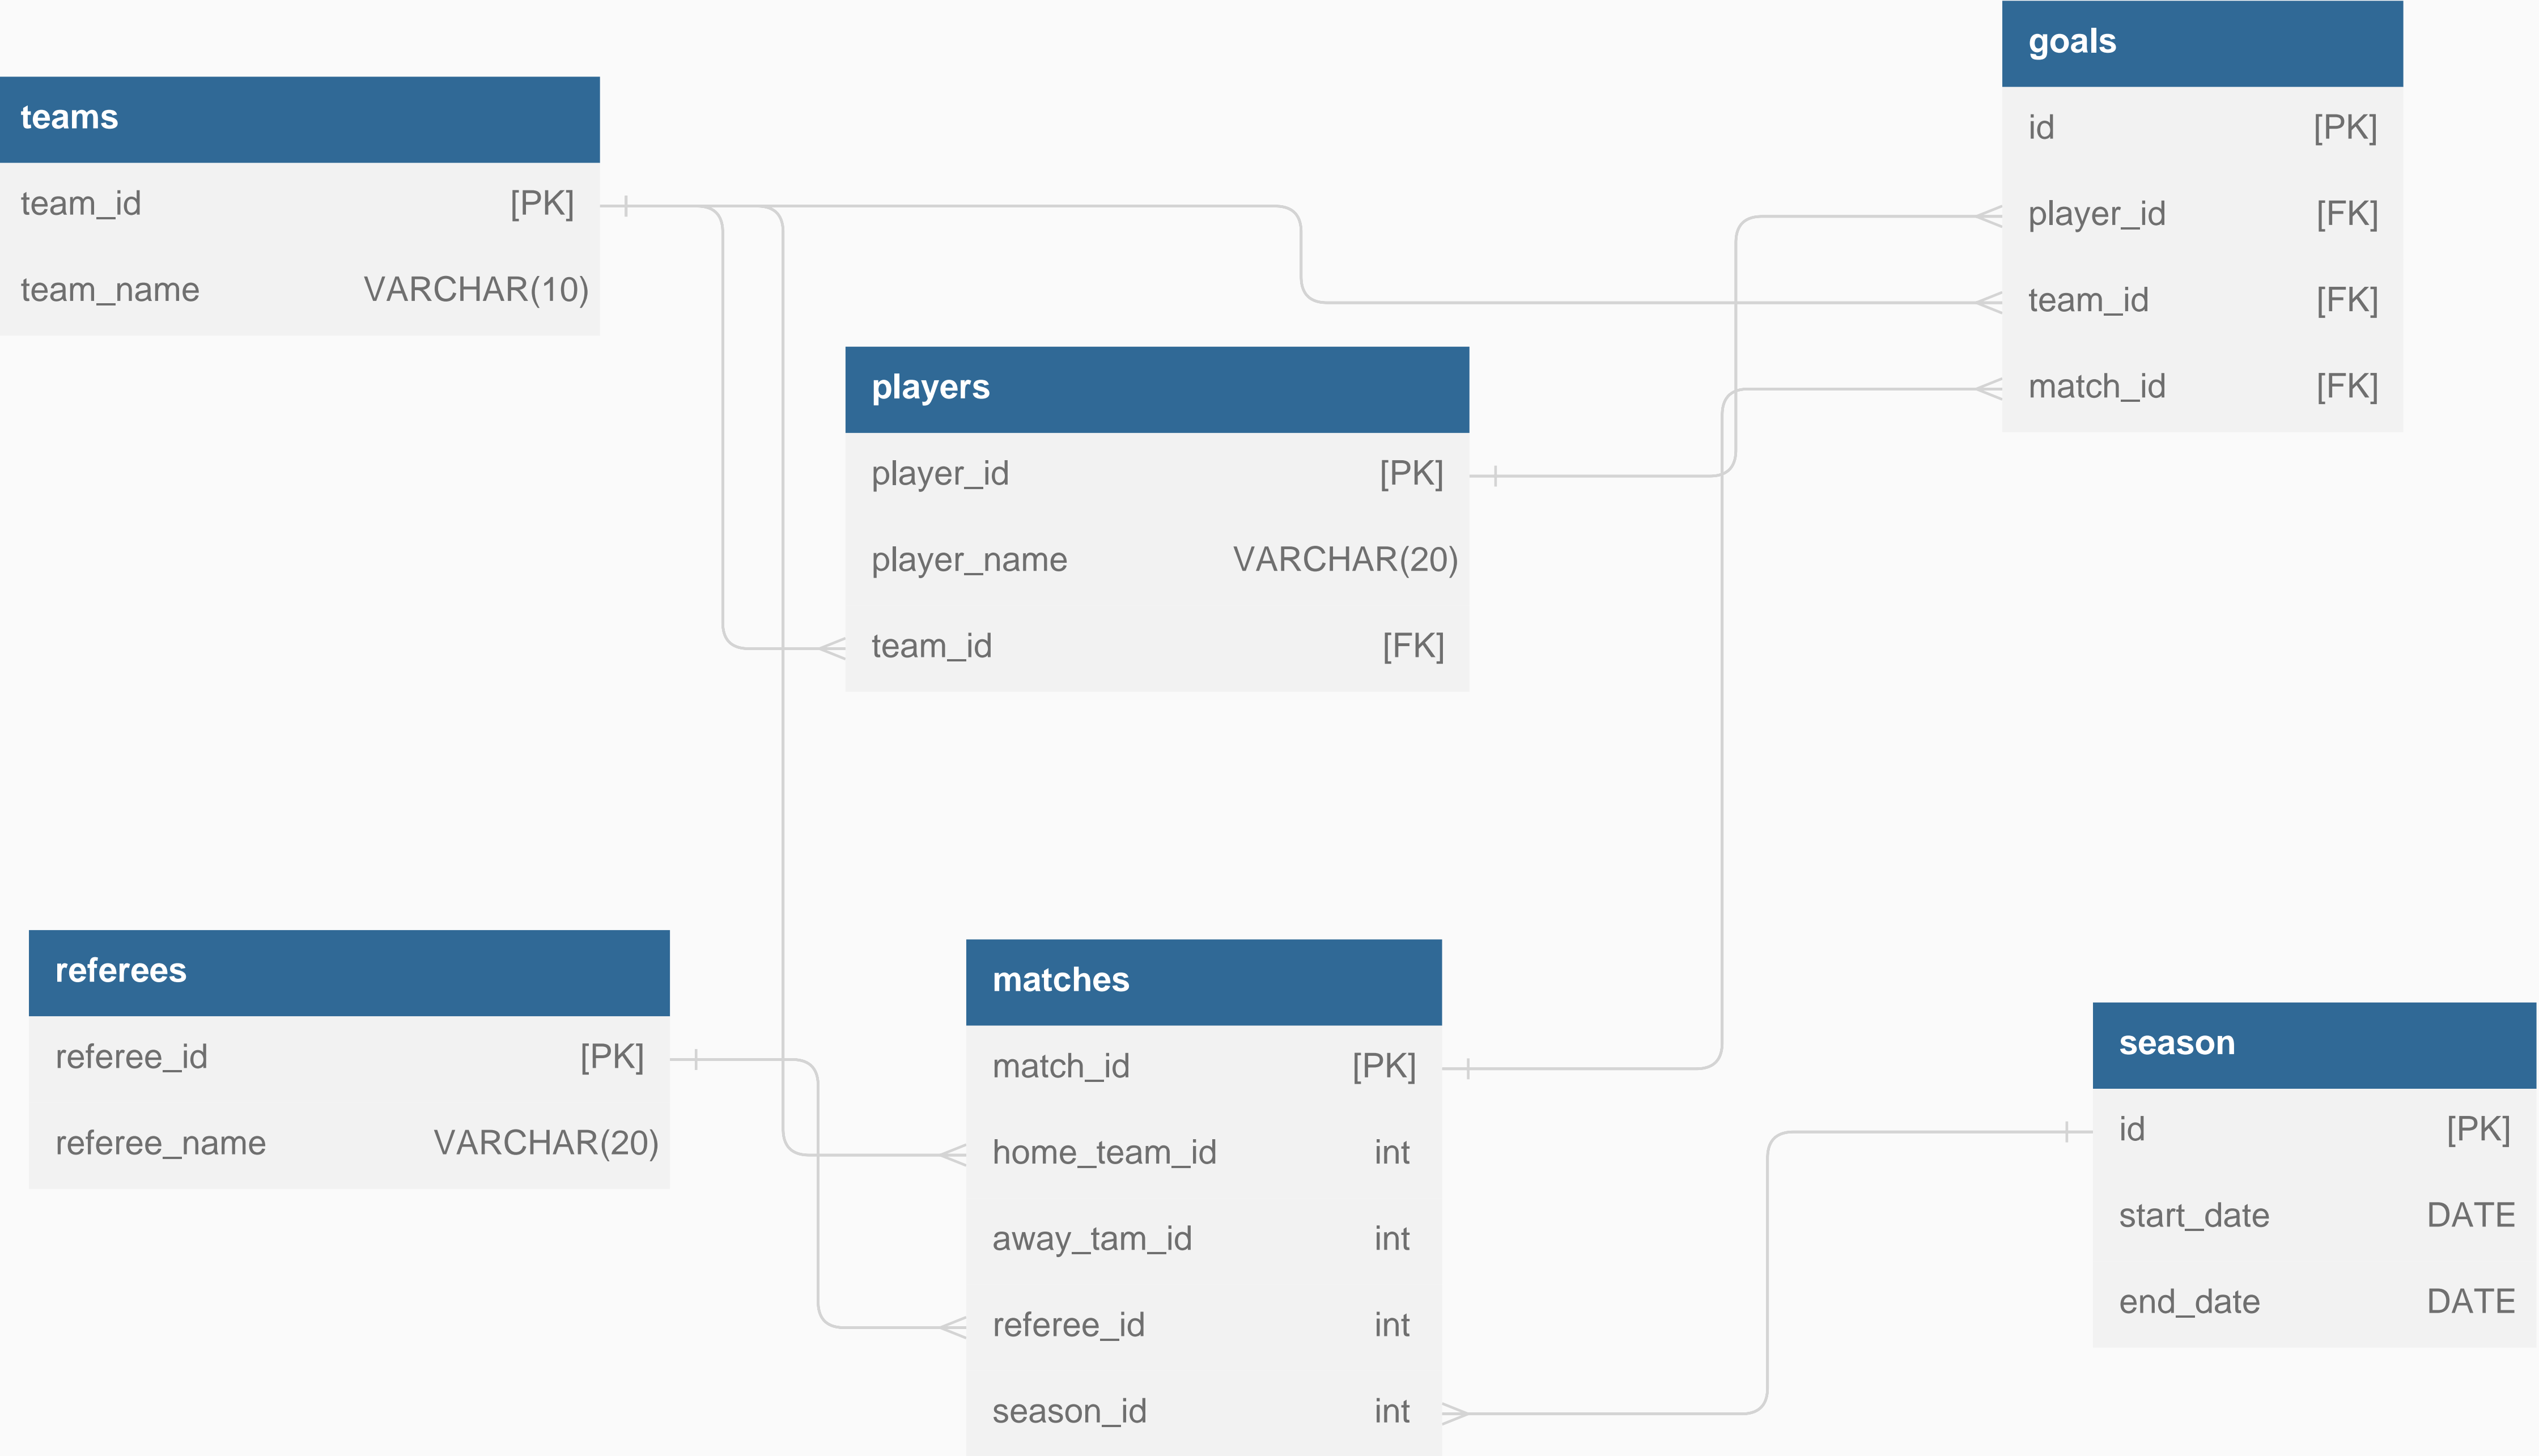 goals
id [PK]
player_id [FK]
team_id [FK]
match_id [FK]
teams
team_id [PK]
team_name VARCHAR(10)
players
player_id [PK]
player_name VARCHAR(20)
team_id [FK]
referees
referee_id [PK]
referee_name VARCHAR(20)
matches
match_id [PK]
home_team_id int
away_tam_id int
referee_id int
season_id int
season
id [PK]
start_date DATE
end_date DATE